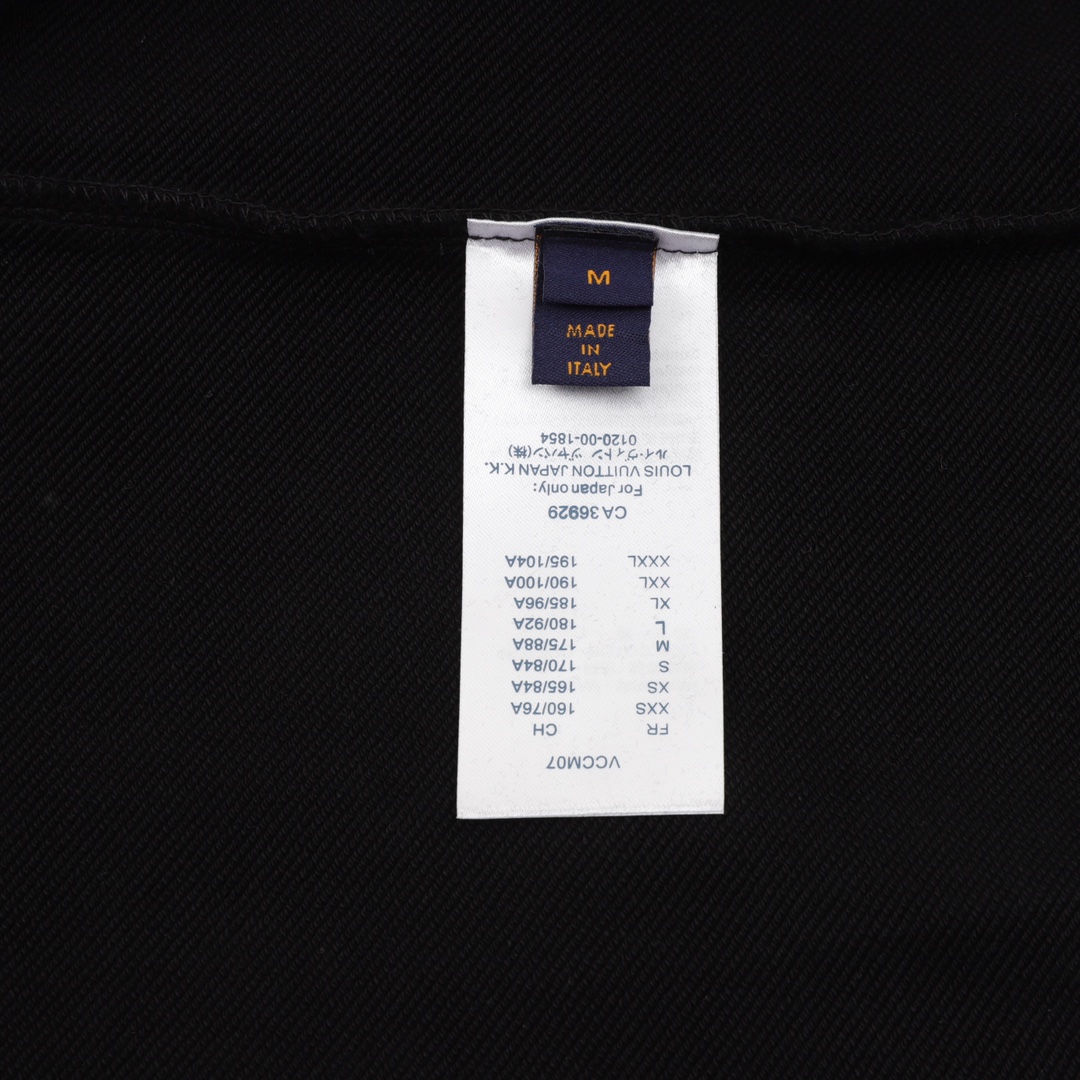 M
MADE
IN
ITALY
VCCM07
FR CH
XXS 160/76A
XS 165/84A
S 170/84A
M 175/88A
L 180/92A
XL 185/96A
XXL 190/100A
XXXL 195/104A
CA 36929
For Japan only:
LOUIS VUITTON JAPAN K.K.
ルイ・ヴィトン ジャパン(株)
0120-00-1854